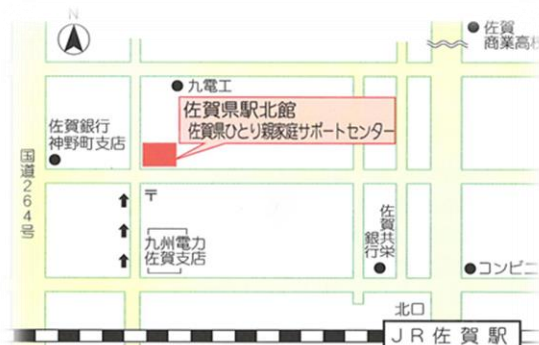 N
佐賀
商業高校
九電工
佐賀県駅北館
佐賀県ひとり親家庭サポートセンター
佐賀銀行
神野町支店
国道264号
〒
九州電力
佐賀支店
佐賀共栄
銀行
コンビニ
北口
JR佐賀駅